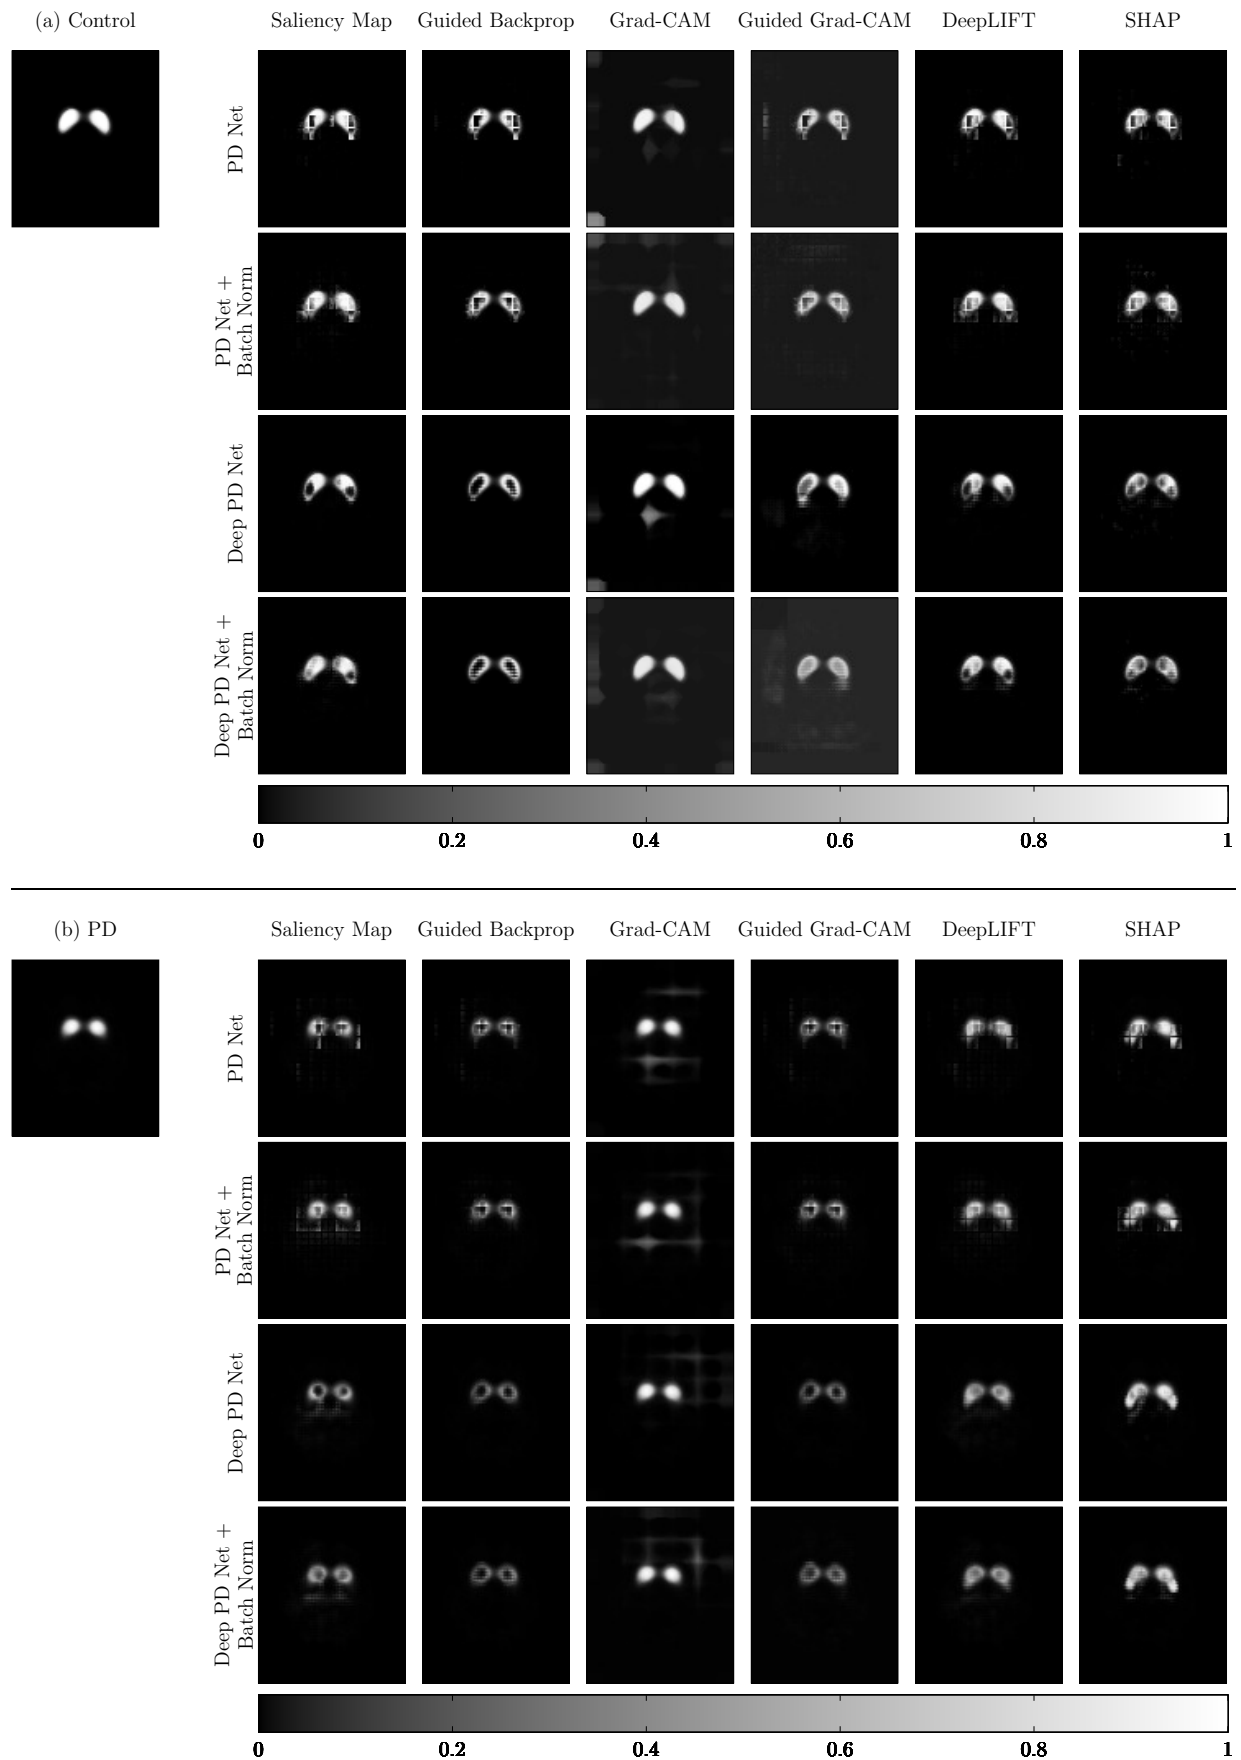 (a) Control
Saliency Map
Guided Backprop
Grad-CAM
Guided Grad-CAM
DeepLIFT
SHAP
PD Net
PD Net +
Batch Norm
Deep PD Net
Deep PD Net +
Batch Norm
0
0.2
0.4
0.6
0.8
1
(b) PD
Saliency Map
Guided Backprop
Grad-CAM
Guided Grad-CAM
DeepLIFT
SHAP
PD Net
PD Net +
Batch Norm
Deep PD Net
Deep PD Net +
Batch Norm
0
0.2
0.4
0.6
0.8
1